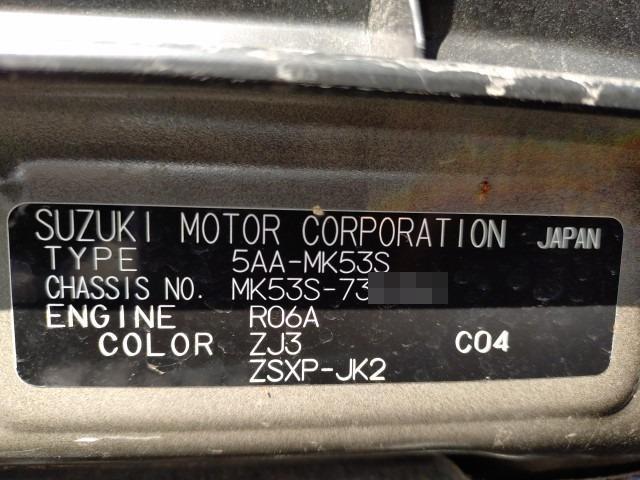 SUZUKI MOTOR CORPORATION JAPAN
TYPE 5AA-MK53S
CHASSIS NO. MK53S-73
ENGINE R06A
COLOR ZJ3 C04
ZSXP-JK2